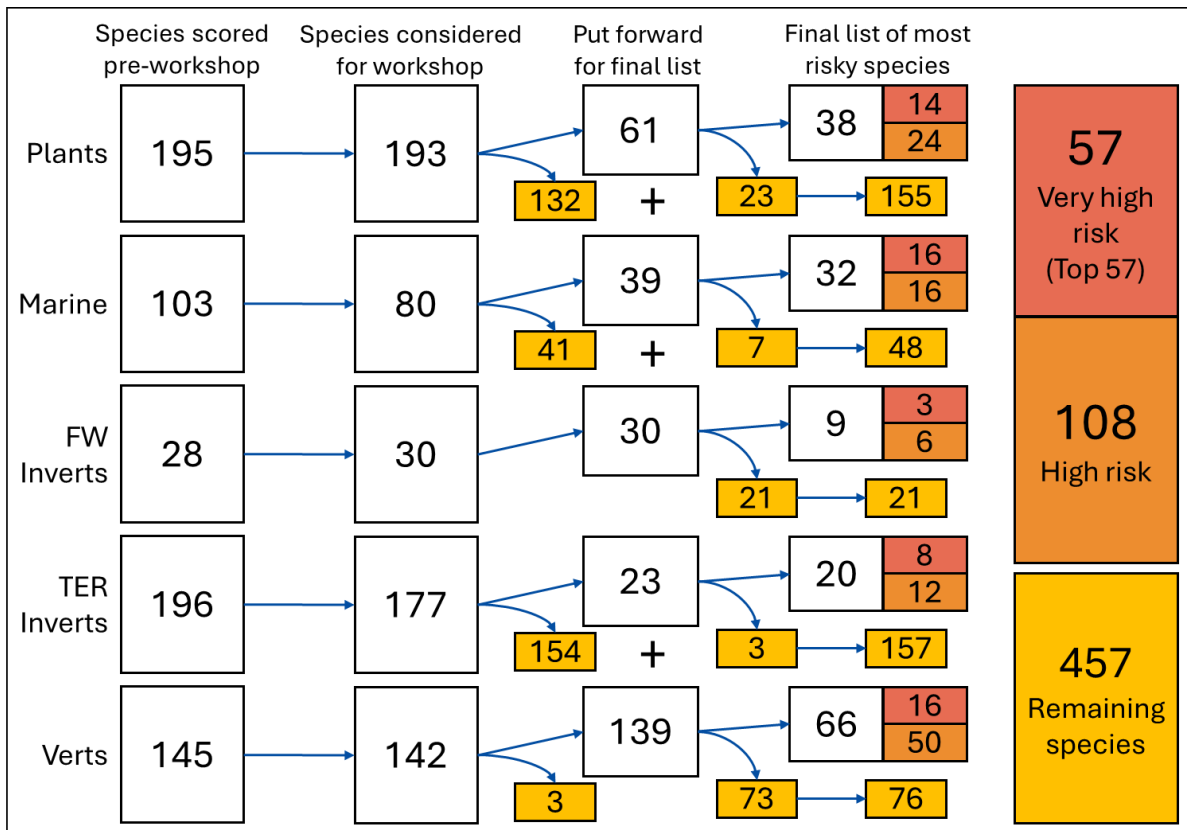 Species scored
pre-workshop
Species considered
for workshop
Put forward
for final list
Final list of most
risky species
Plants
195
193
61
132
+
38
14
24
23
155
Marine
103
80
39
41
+
32
16
16
7
48
FW
Inverts
28
30
30
9
3
6
21
21
TER
Inverts
196
177
23
154
+
20
8
12
3
157
Verts
145
142
139
3
66
16
50
73
76
57
Very high
risk
(Top 57)
108
High risk
457
Remaining
species